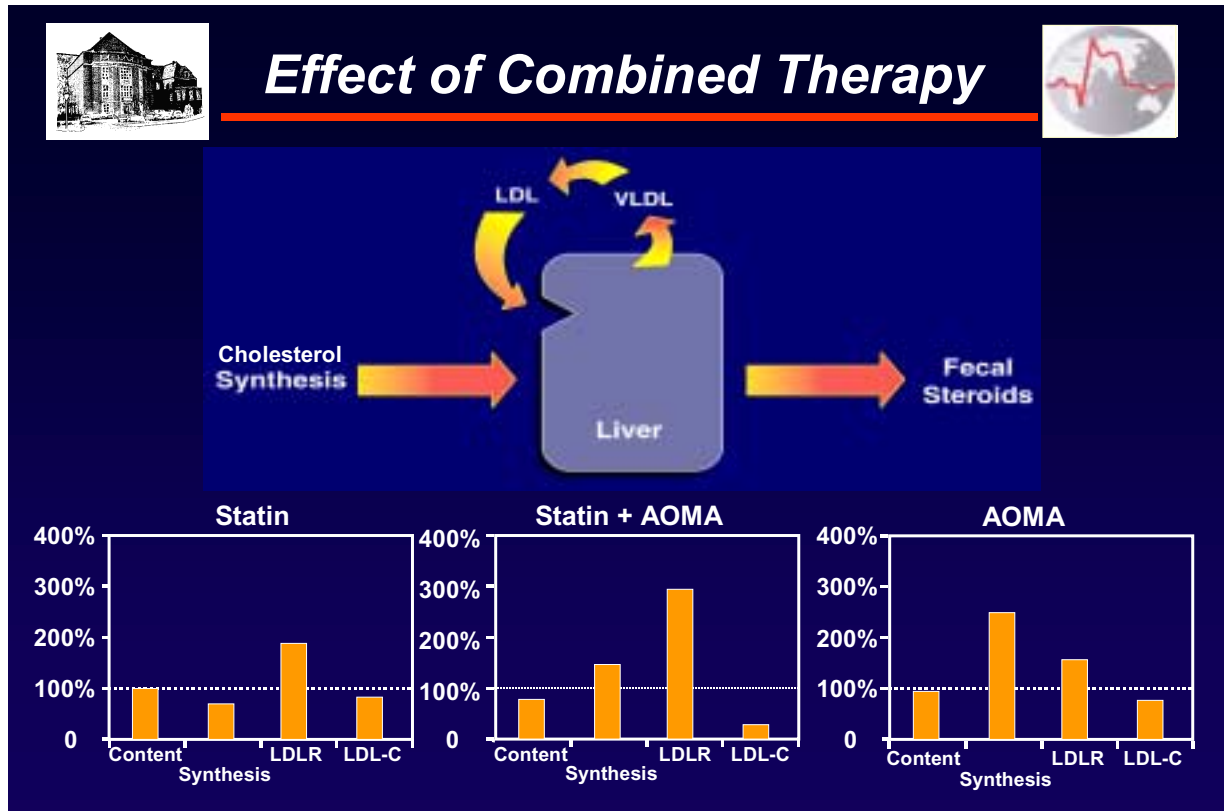 Effect of Combined Therapy
LDL
VLDL
Cholesterol
Synthesis
Liver
Fecal
Steroids
Statin
400%
300%
200%
100%
0
Content
Synthesis
LDLR
LDL-C
Statin + AOMA
400%
300%
200%
100%
0
Content
Synthesis
LDLR
LDL-C
AOMA
400%
300%
200%
100%
0
Content
Synthesis
LDLR
LDL-C